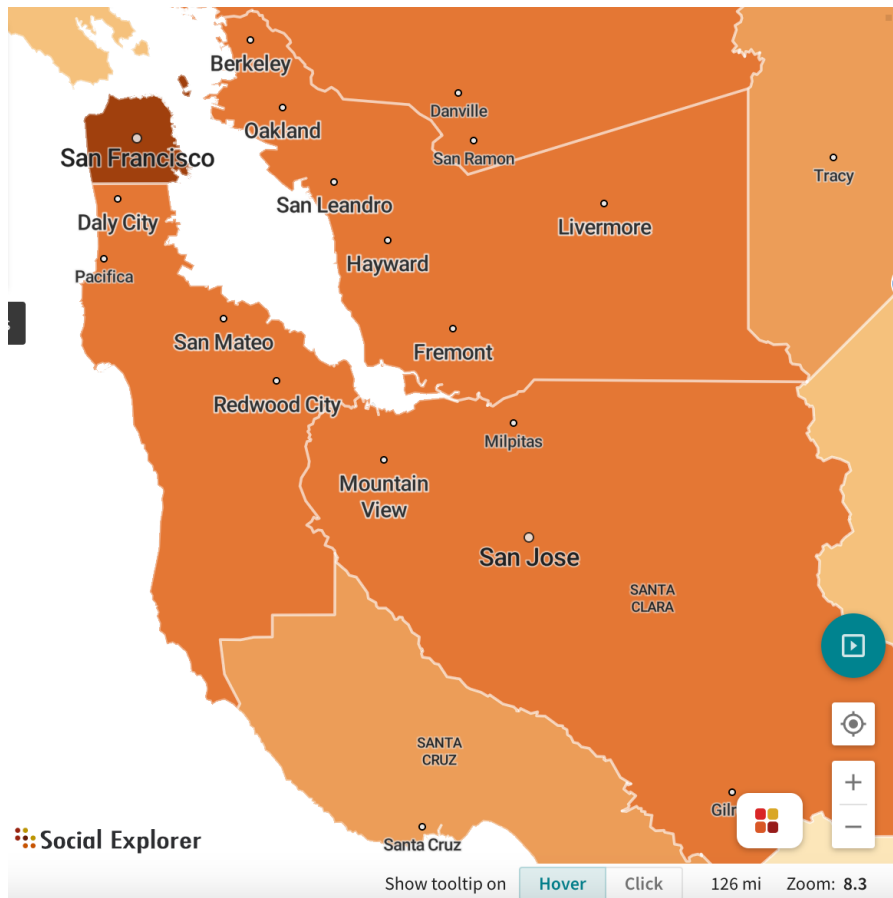 Berkeley
Danville
Oakland
San Ramon
San Francisco
Tracy
San Leandro
Daly City
Livermore
Hayward
Pacifica
San Mateo
Fremont
Redwood City
Milpitas
Mountain
View
San Jose
SANTA
CLARA
SANTA
CRUZ
Santa Cruz
Social Explorer
Show tooltip on Hover Click 126 mi Zoom: 8.3